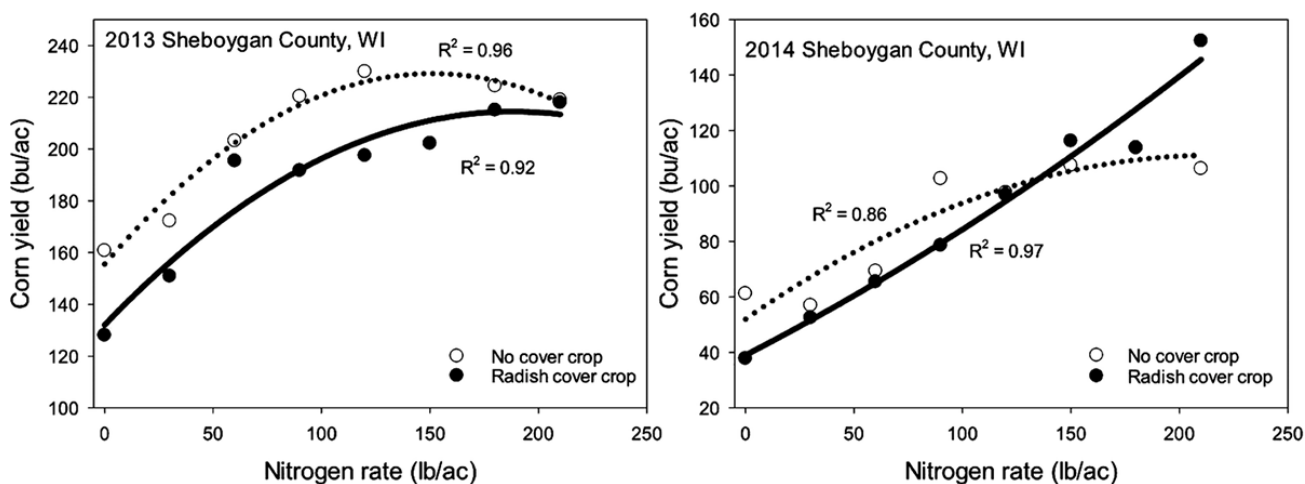 2013 Sheboygan County, WI
R² = 0.96
R² = 0.92
No cover crop
Radish cover crop
Corn yield (bu/ac)
240
220
200
180
160
140
120
100
0
50
100
150
200
250
Nitrogen rate (lb/ac)
2014 Sheboygan County, WI
R² = 0.86
R² = 0.97
No cover crop
Radish cover crop
Corn yield (bu/ac)
160
140
120
100
80
60
40
20
0
50
100
150
200
250
Nitrogen rate (lb/ac)